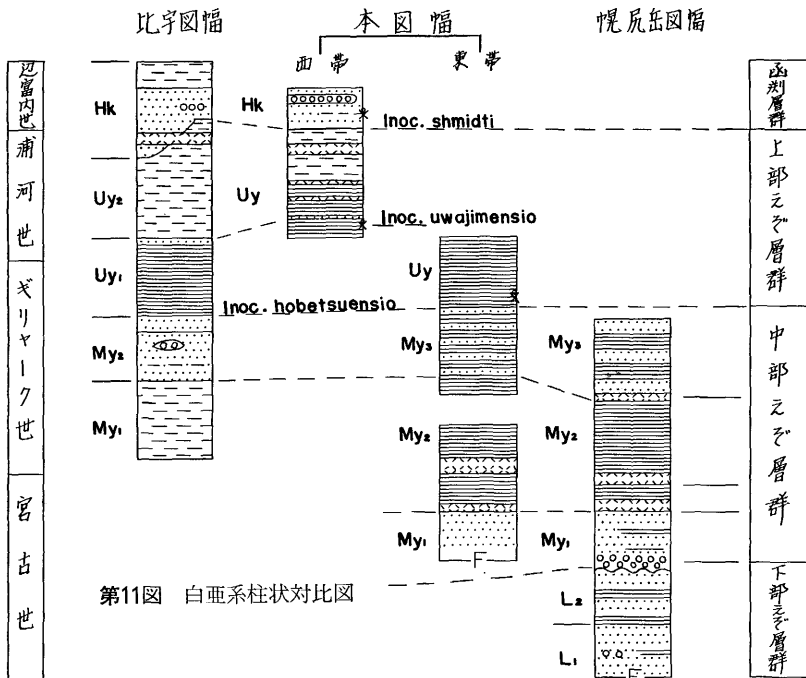 比宇図幅
本図幅
幌尻岳図幅
西帯
東帯
辺富内世
浦河世
ギリャーク世
宮古世
Hk
Uy₂
Uy₁
My₂
My₁
Hk
Uy
Inoc. shmidti
Inoc. uwajimensio
Inoc. hobetsuensio
Uy
My₃
My₂
My₁
F
My₃
My₂
My₁
L₂
L₁
F
函渕層群
上部えぞ層群
中部えぞ層群
下部えぞ層群
第11図 白亜系柱状対比図